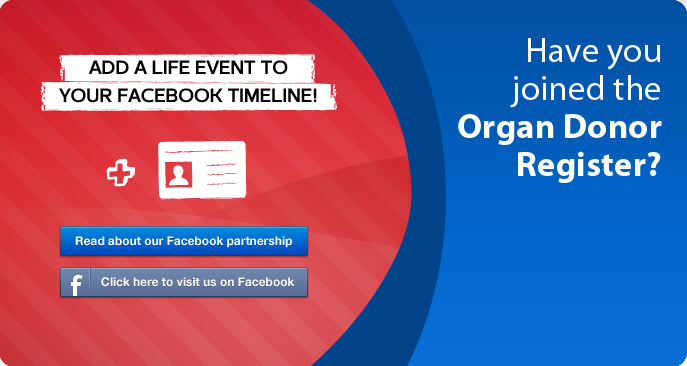 ADD A LIFE EVENT TO
YOUR FACEBOOK TIMELINE!
Read about our Facebook partnership
f Click here to visit us on Facebook
Have you
joined the
Organ Donor
Register?